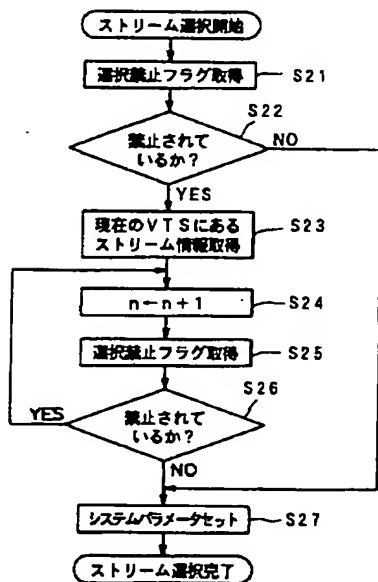 ストリーム選択開始
選択禁止フラグ取得
S21
S22
禁止されて
いるか?
NO
YES
現在のVTSにある
ストリーム情報取得
S23
n←n+1
S24
選択禁止フラグ取得
S25
S26
YES
禁止されて
いるか?
NO
システムパラメータセット
S27
ストリーム選択完了